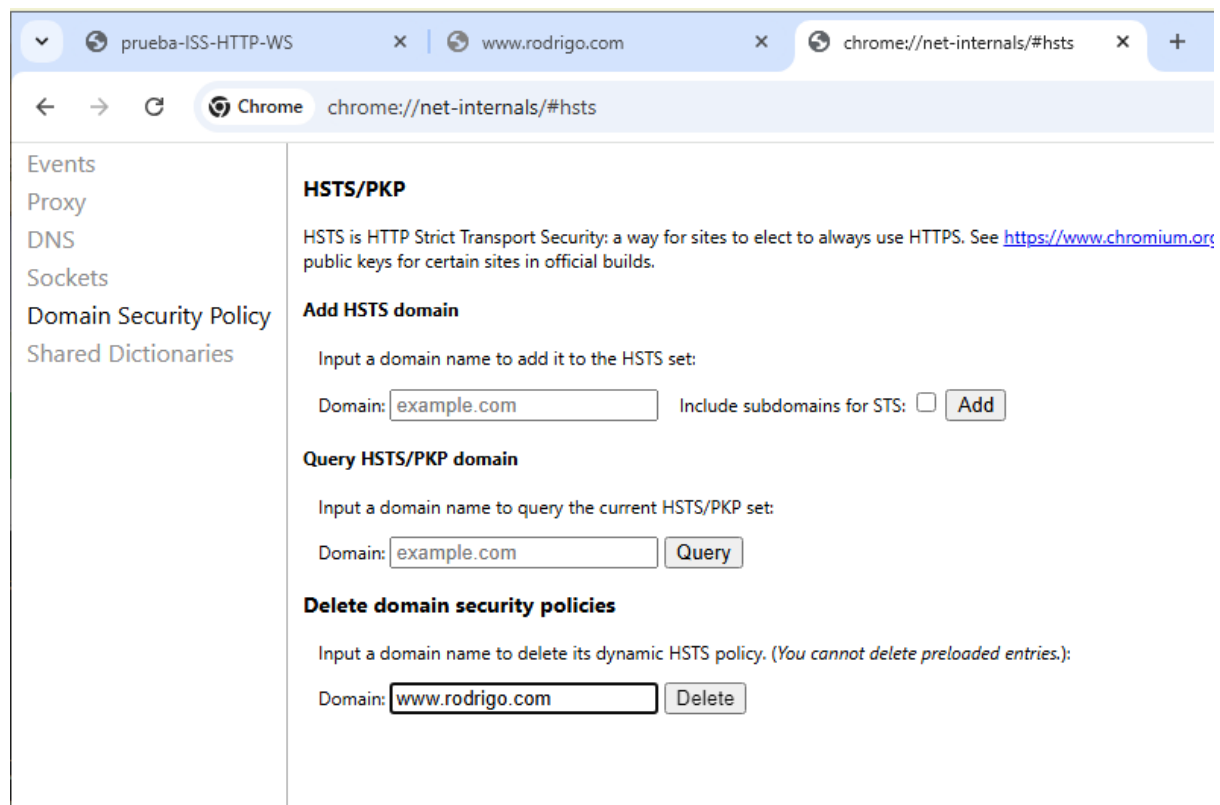 prueba-ISS-HTTP-WS
www.rodrigo.com
chrome://net-internals/#hsts
Chrome chrome://net-internals/#hsts
Events
Proxy
DNS
Sockets
Domain Security Policy
Shared Dictionaries
HSTS/PKP
HSTS is HTTP Strict Transport Security: a way for sites to elect to always use HTTPS. See https://www.chromium.org
public keys for certain sites in official builds.
Add HSTS domain
Input a domain name to add it to the HSTS set:
Domain: example.com Include subdomains for STS: Add
Query HSTS/PKP domain
Input a domain name to query the current HSTS/PKP set:
Domain: example.com Query
Delete domain security policies
Input a domain name to delete its dynamic HSTS policy. (You cannot delete preloaded entries.):
Domain: www.rodrigo.com Delete